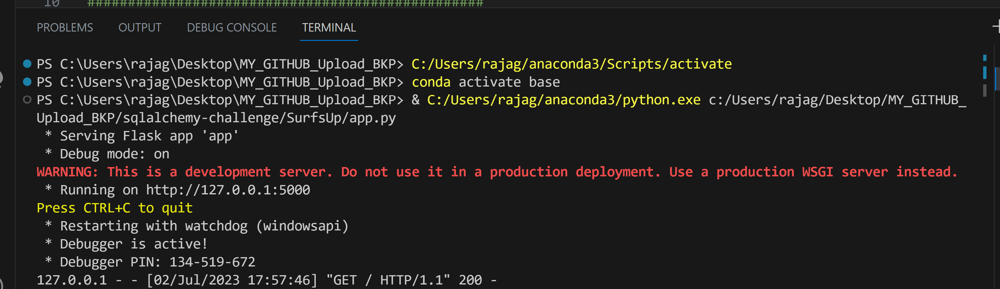 10 ##################################################
PROBLEMS OUTPUT DEBUG CONSOLE TERMINAL
PS C:\Users\rajag\Desktop\MY_GITHUB_Upload_BKP> C:/Users/rajag/anaconda3/Scripts/activate
PS C:\Users\rajag\Desktop\MY_GITHUB_Upload_BKP> conda activate base
PS C:\Users\rajag\Desktop\MY_GITHUB_Upload_BKP> & C:/Users/rajag/anaconda3/python.exe c:/Users/rajag/Desktop/MY_GITHUB_
Upload_BKP/sqlalchemy-challenge/SurfsUp/app.py
* Serving Flask app 'app'
* Debug mode: on
WARNING: This is a development server. Do not use it in a production deployment. Use a production WSGI server instead.
* Running on http://127.0.0.1:5000
Press CTRL+C to quit
* Restarting with watchdog (windowsapi)
* Debugger is active!
* Debugger PIN: 134-519-672
127.0.0.1 - - [02/Jul/2023 17:57:46] "GET / HTTP/1.1" 200 -